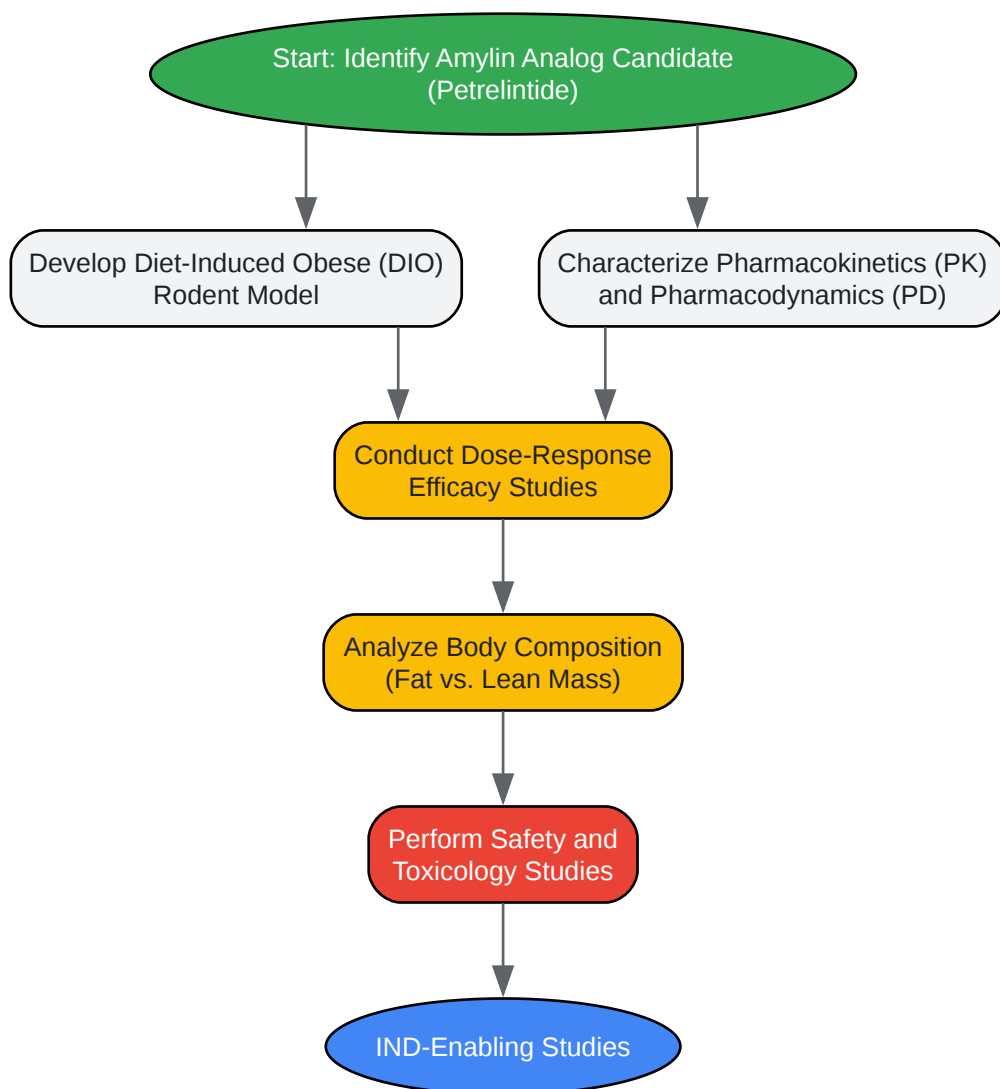 Start: Identify Amylin Analog Candidate
(Petrelintide)
Develop Diet-Induced Obese (DIO)
Rodent Model
Characterize Pharmacokinetics (PK)
and Pharmacodynamics (PD)
Conduct Dose-Response
Efficacy Studies
Analyze Body Composition
(Fat vs. Lean Mass)
Perform Safety and
Toxicology Studies
IND-Enabling Studies